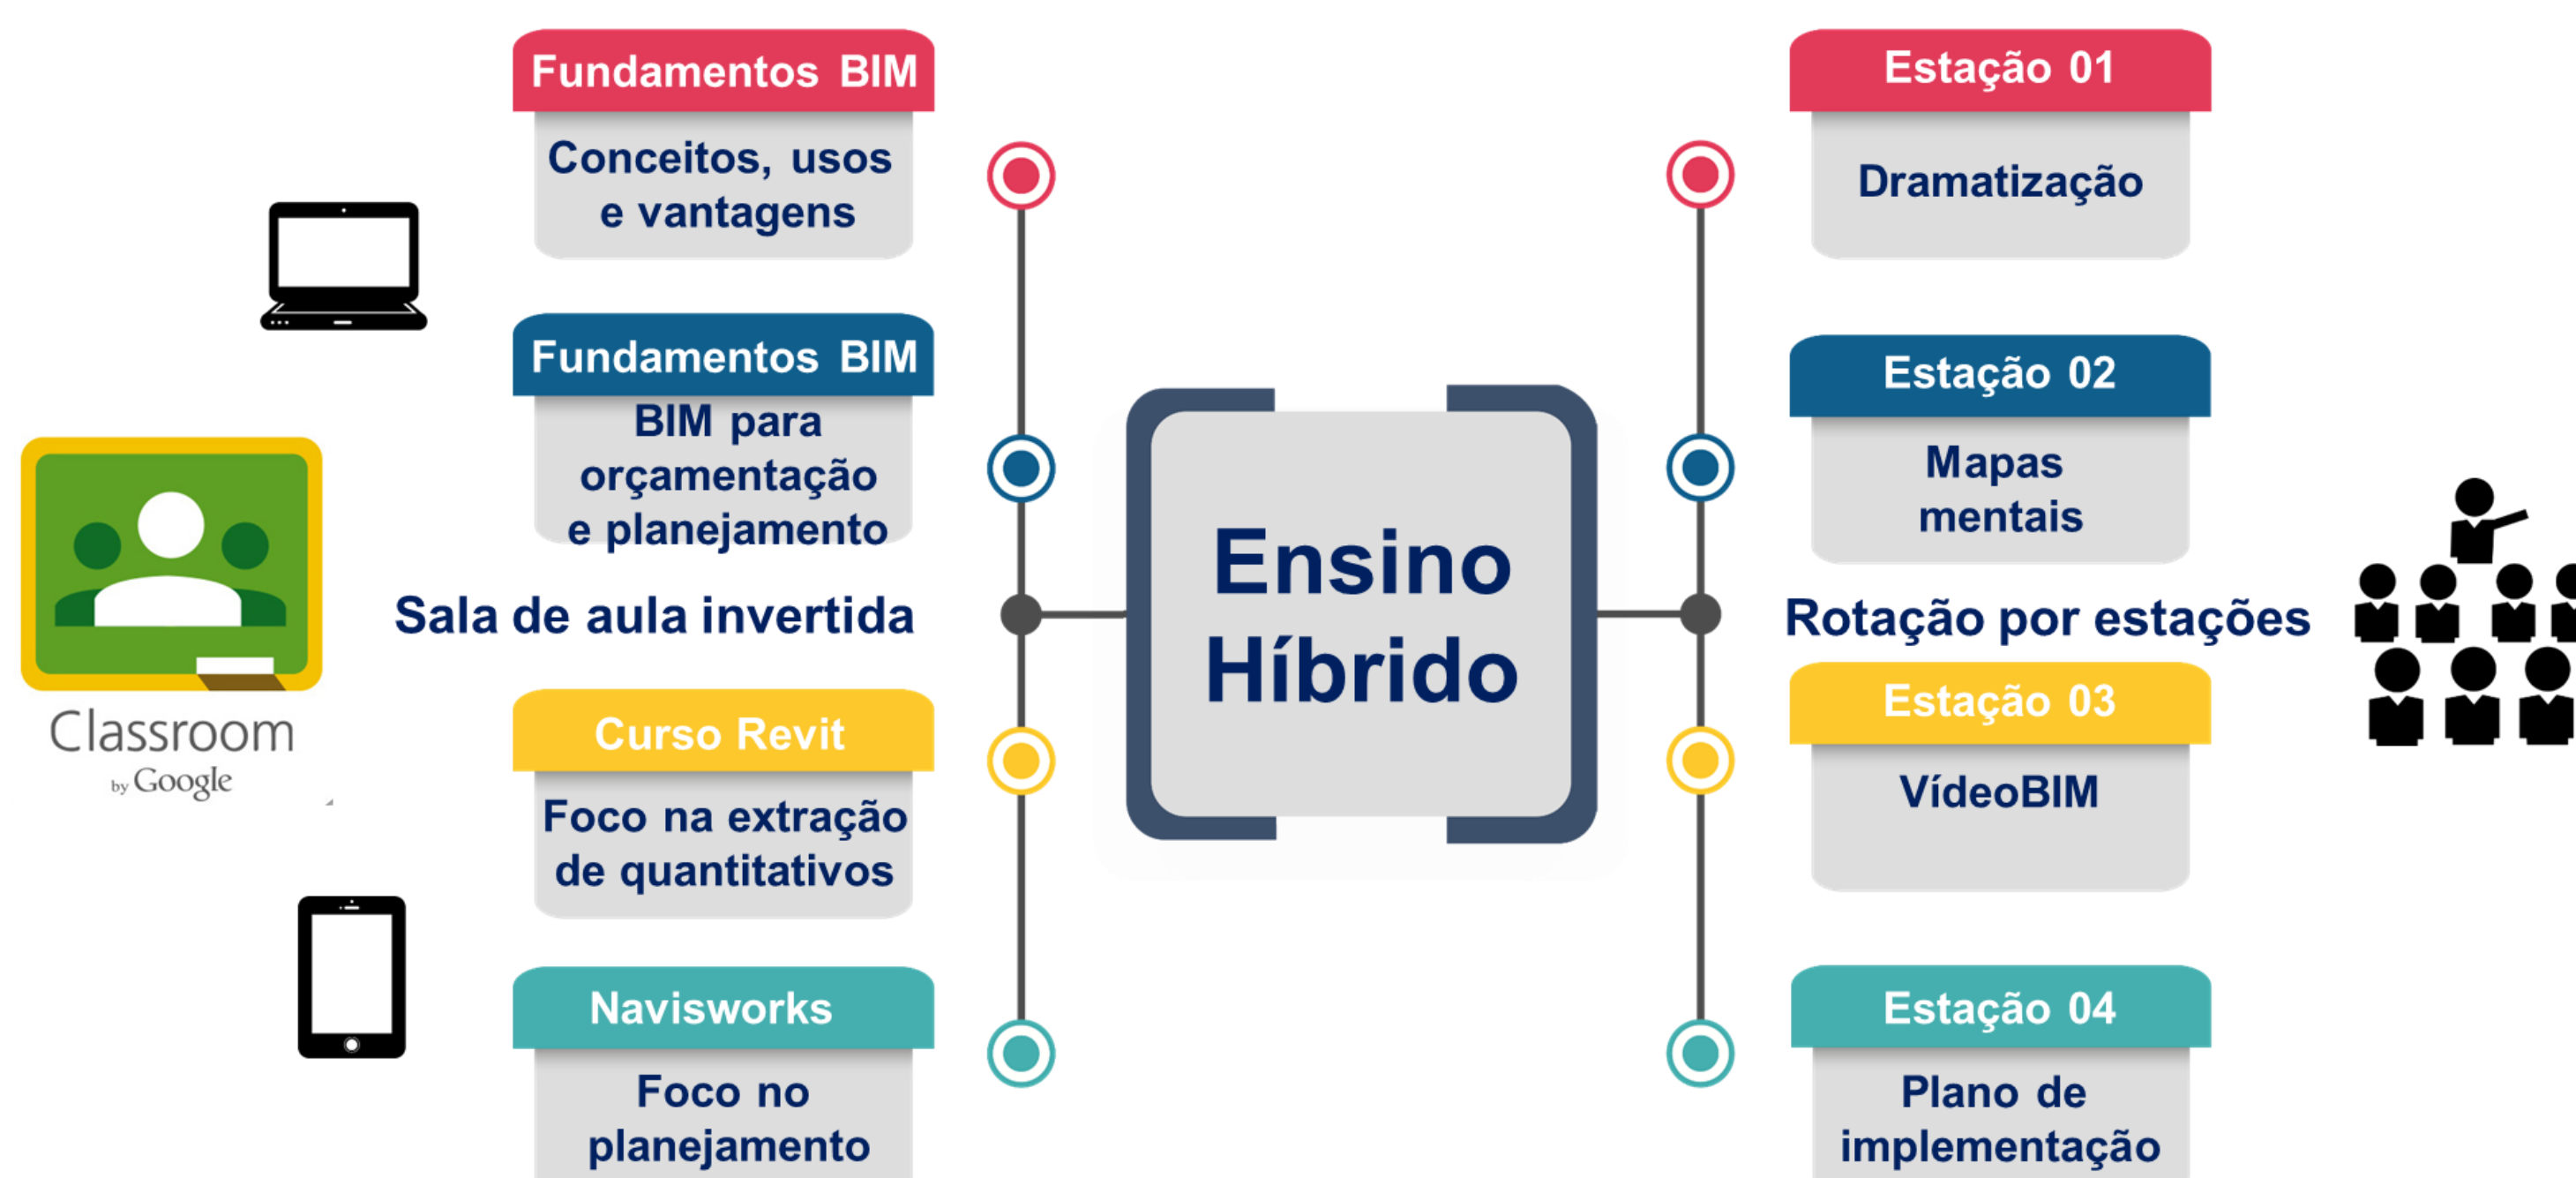 Fundamentos BIM
Conceitos, usos
e vantagens
Fundamentos BIM
BIM para
orçamentação
e planejamento
Sala de aula invertida
Classroom
by Google
Curso Revit
Foco na extração
de quantitativos
Navisworks
Foco no
planejamento
Ensino
Híbrido
Estação 01
Dramatização
Estação 02
Mapas
mentais
Rotação por estações
Estação 03
VídeoBIM
Estação 04
Plano de
implementação